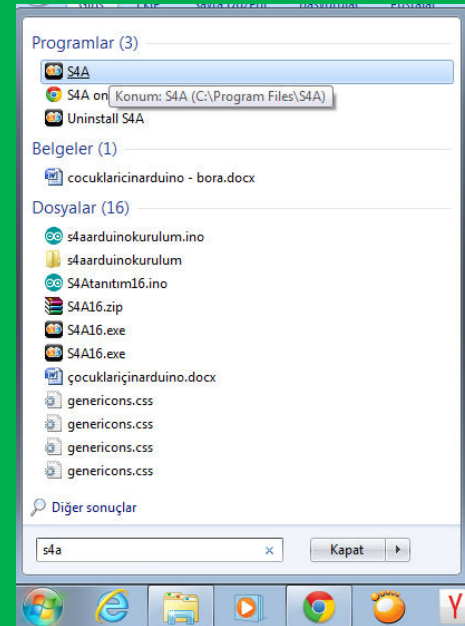 Programlar (3)
S4A
S4A on
Konum: S4A (C:\Program Files\S4A)
Uninstall S4A
Belgeler (1)
cocuklaricinarduino - bora.docx
Dosyalar (16)
s4aarduinokurulum.ino
s4aarduinokurulum
S4Atanıtım16.ino
S4A16.zip
S4A16.exe
S4A16.exe
çocuklariçinarduino.docx
genericons.css
genericons.css
genericons.css
genericons.css
Diğer sonuçlar
s4a
Kapat